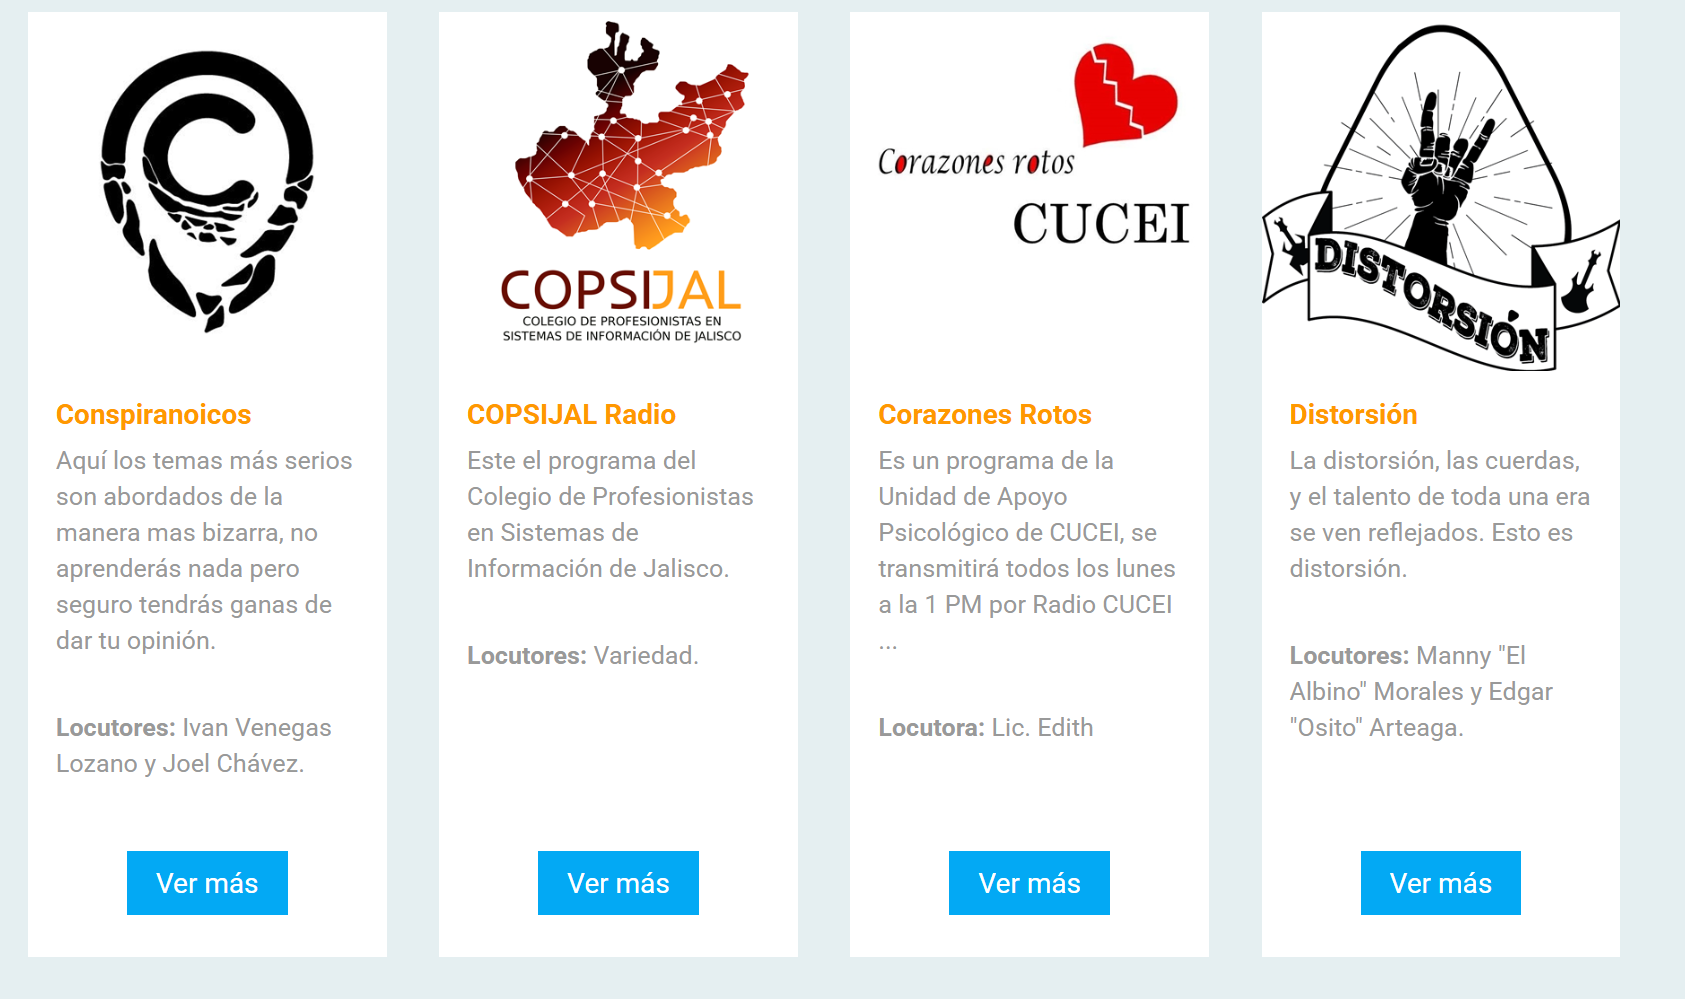 COPSIJAL
COLEGIO DE PROFESIONISTAS EN
SISTEMAS DE INFORMACIÓN DE JALISCO
Corazones rotos
CUCEI
DISTORSIÓN
Conspiranoicos
Aquí los temas más serios
son abordados de la
manera mas bizarra, no
aprenderás nada pero
seguro tendrás ganas de
dar tu opinión.
Locutores: Ivan Venegas
Lozano y Joel Chávez.
Ver más
COPSIJAL Radio
Este el programa del
Colegio de Profesionistas
en Sistemas de
Información de Jalisco.
Locutores: Variedad.
Ver más
Corazones Rotos
Es un programa de la
Unidad de Apoyo
Psicológico de CUCEI, se
transmitirá todos los lunes
a la 1 PM por Radio CUCEI
...
Locutora: Lic. Edith
Ver más
Distorsión
La distorsión, las cuerdas,
y el talento de toda una era
se ven reflejados. Esto es
distorsión.
Locutores: Manny "El
Albino" Morales y Edgar
"Osito" Arteaga.
Ver más